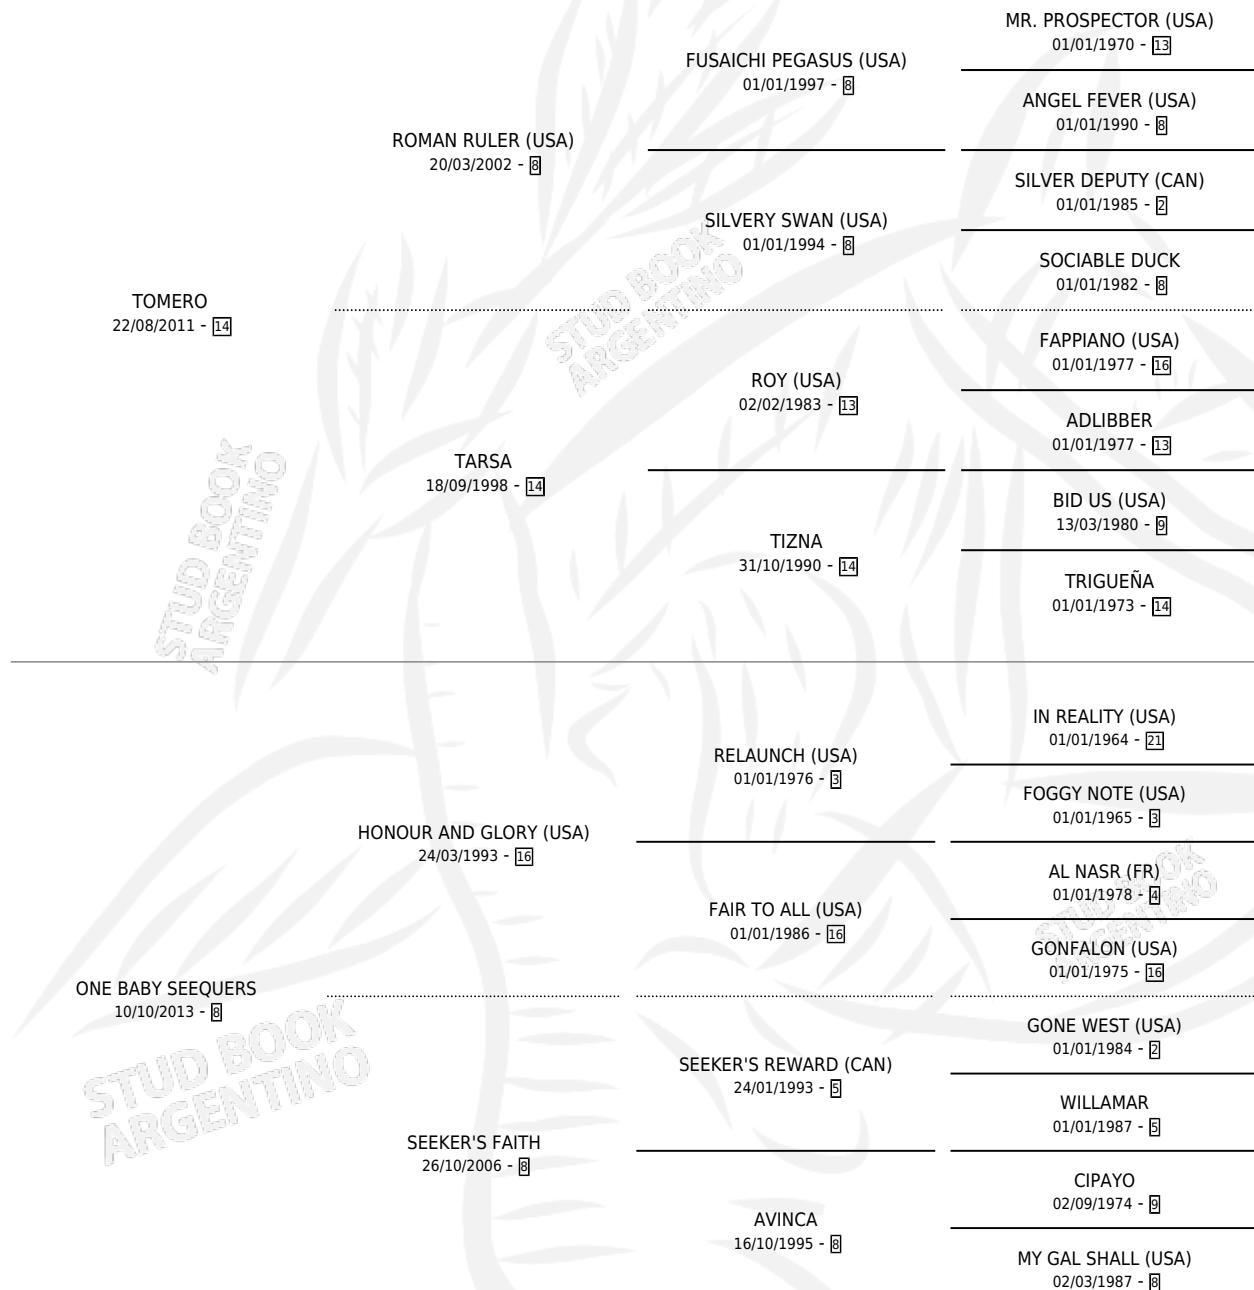 MR. PROSPECTOR (USA)
01/01/1970 - 13
FUSAICHI PEGASUS (USA)
01/01/1997 - 8
ANGEL FEVER (USA)
01/01/1990 - 8
ROMAN RULER (USA)
20/03/2002 - 8
SILVER DEPUTY (CAN)
01/01/1985 - 2
SILVERY SWAN (USA)
01/01/1994 - 8
SOCIABLE DUCK
01/01/1982 - 8
TOMERO
22/08/2011 - 14
FAPPIANO (USA)
01/01/1977 - 16
ROY (USA)
02/02/1983 - 13
ADLIBBER
01/01/1977 - 13
TARSA
18/09/1998 - 14
BID US (USA)
13/03/1980 - 9
TIZNA
31/10/1990 - 14
TRIGUEÑA
01/01/1973 - 14
STUD BOOK
ARGENTINO
STUD BOOK
ARGENTINO
IN REALITY (USA)
01/01/1964 - 21
RELAUNCH (USA)
01/01/1976 - 3
FOGGY NOTE (USA)
01/01/1965 - 3
HONOUR AND GLORY (USA)
24/03/1993 - 16
AL NASR (FR)
01/01/1978 - 4
FAIR TO ALL (USA)
01/01/1986 - 16
GONFALON (USA)
01/01/1975 - 16
ONE BABY SEEQUERS
10/10/2013 - 8
GONE WEST (USA)
01/01/1984 - 2
SEEKER'S REWARD (CAN)
24/01/1993 - 5
WILLAMAR
01/01/1987 - 5
SEEKER'S FAITH
26/10/2006 - 8
CIPAYO
02/09/1974 - 9
AVINCA
16/10/1995 - 8
MY GAL SHALL (USA)
02/03/1987 - 8
STUD BOOK
ARGENTINO
STUD BOOK
ARGENTINO